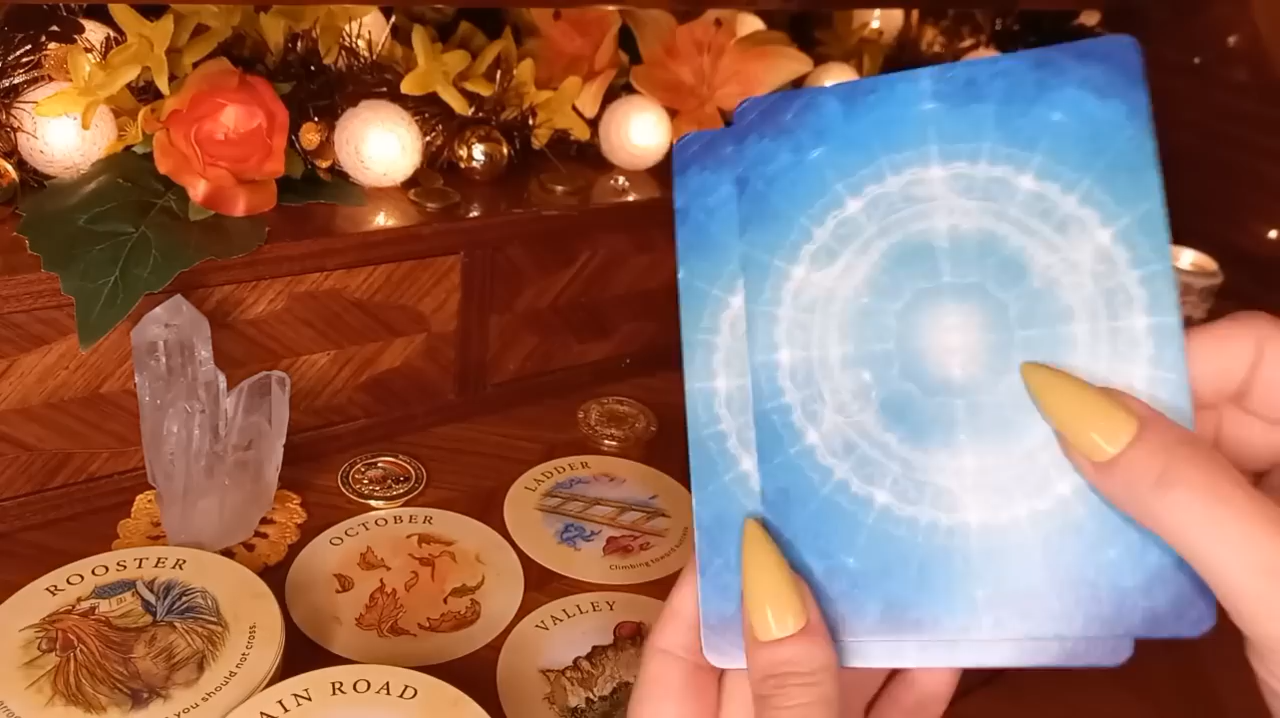 LADDER
Climbing toward success
OCTOBER
ROOSTER
you should not cross.
VALLEY
AIN ROAD